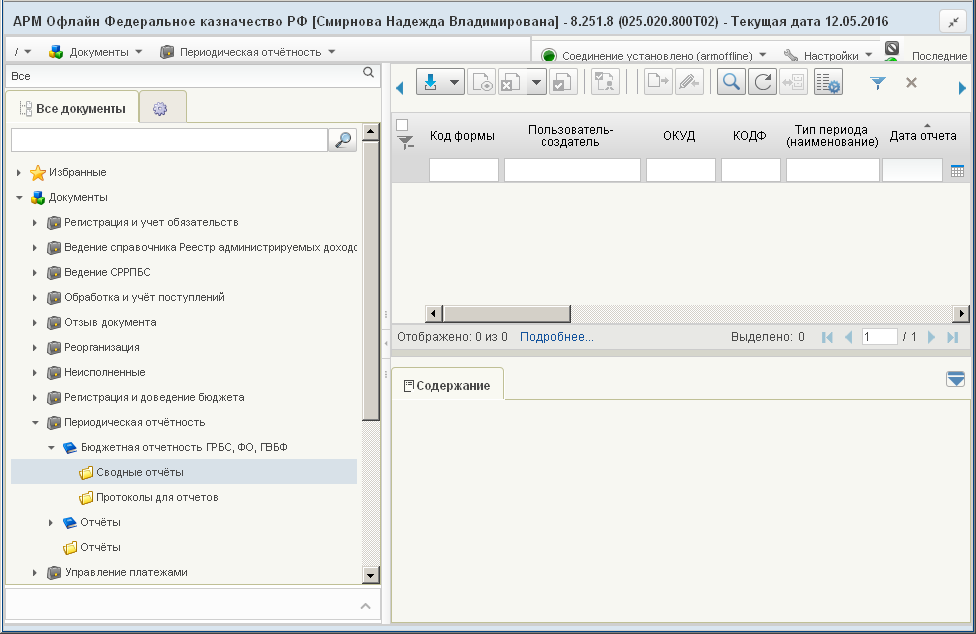 АРМ Офлайн Федеральное казначество РФ [Смирнова Надежда Владимирована] - 8.251.8 (025.020.800T02) - Текущая дата 12.05.2016
/ Документы Периодическая отчётность
Соединение установлено (armoffline) Настройки Последние
Все
Все документы
Избранные
Документы
Регистрация и учет обязательств
Ведение справочника Реестр администрируемых доходо
Ведение СРРПБС
Обработка и учёт поступлений
Отзыв документа
Реорганизация
Неисполненные
Регистрация и доведение бюджета
Периодическая отчётность
Бюджетная отчетность ГРБС, ФО, ГВБФ
Сводные отчёты
Протоколы для отчетов
Отчёты
Отчёты
Управление платежами
Код формы
Пользователь-
создатель
ОКУД
КОДФ
Тип периода
(наименование)
Дата отчета
Отображено: 0 из 0 Подробнее... Выделено: 0 1 / 1
Содержание